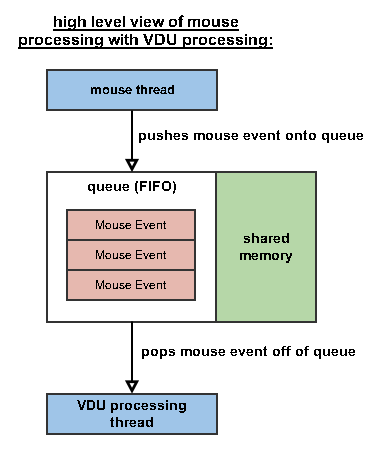 high level view of mouse
processing with VDU processing:
mouse thread
pushes mouse event onto queue
queue (FIFO)
Mouse Event
Mouse Event
Mouse Event
shared
memory
pops mouse event off of queue
VDU processing
thread